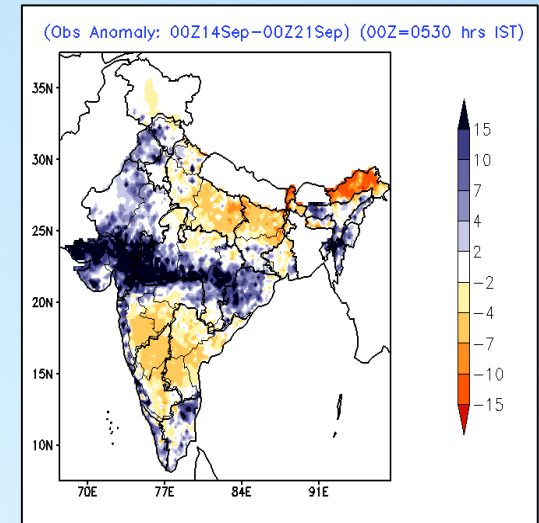 (Obs Anomaly: 00Z14Sep–00Z21Sep) (00Z=0530 hrs IST)
35N
30N
25N
20N
15N
10N
70E 77E 84E 91E
15
10
7
4
2
−2
−4
−7
−10
−15